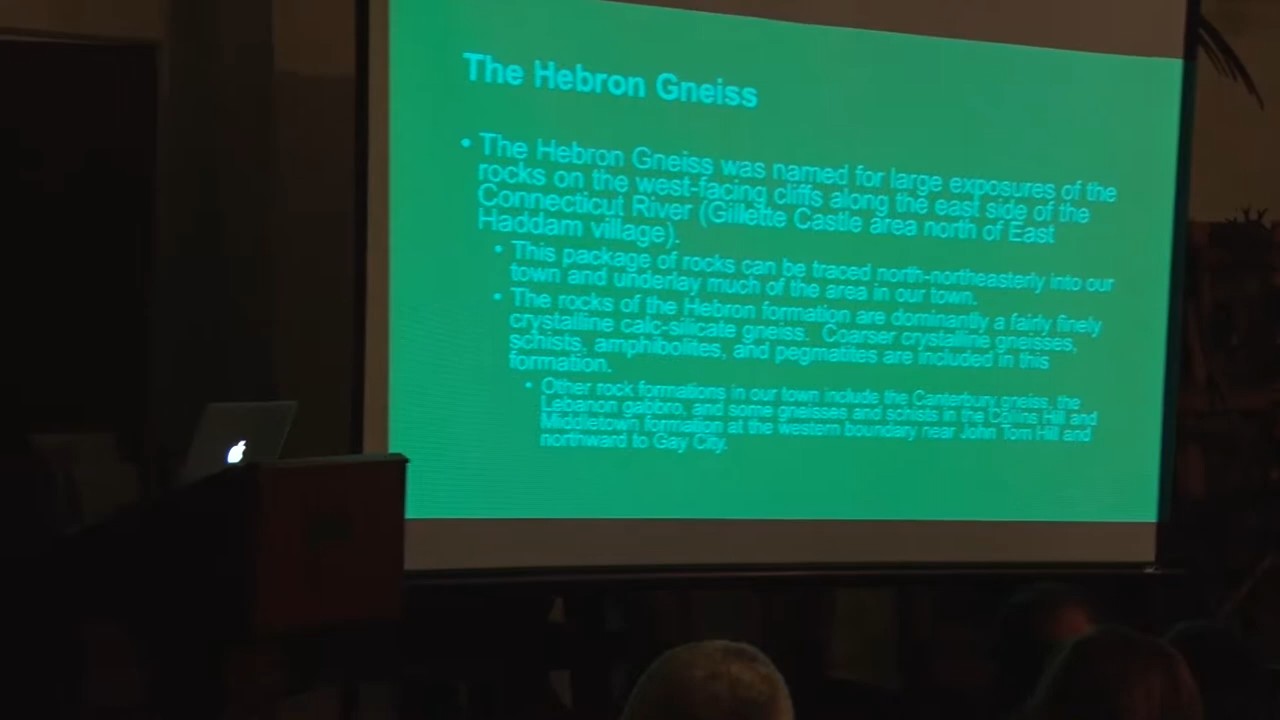 The Hebron Gneiss
• The Hebron Gneiss was named for large exposures of the
rocks on the west-facing cliffs along the east side of the
Connecticut River (Gillette Castle area north of East
Haddam village).
• This package of rocks can be traced north-northeasterly into our
town and underlay much of the area in our town.
• The rocks of the Hebron formation are dominantly a fairly finely
crystalline calc-silicate gneiss. Coarser crystalline gneisses,
schists, amphibolites, and pegmatites are included in this
formation.
• Other rock formations in our town include the Canterbury gneiss, the
Lebanon gabbro, and some gneisses and schists in the Collins Hill and
Middletown formation at the western boundary near John Tom Hill and
northward to Gay City.